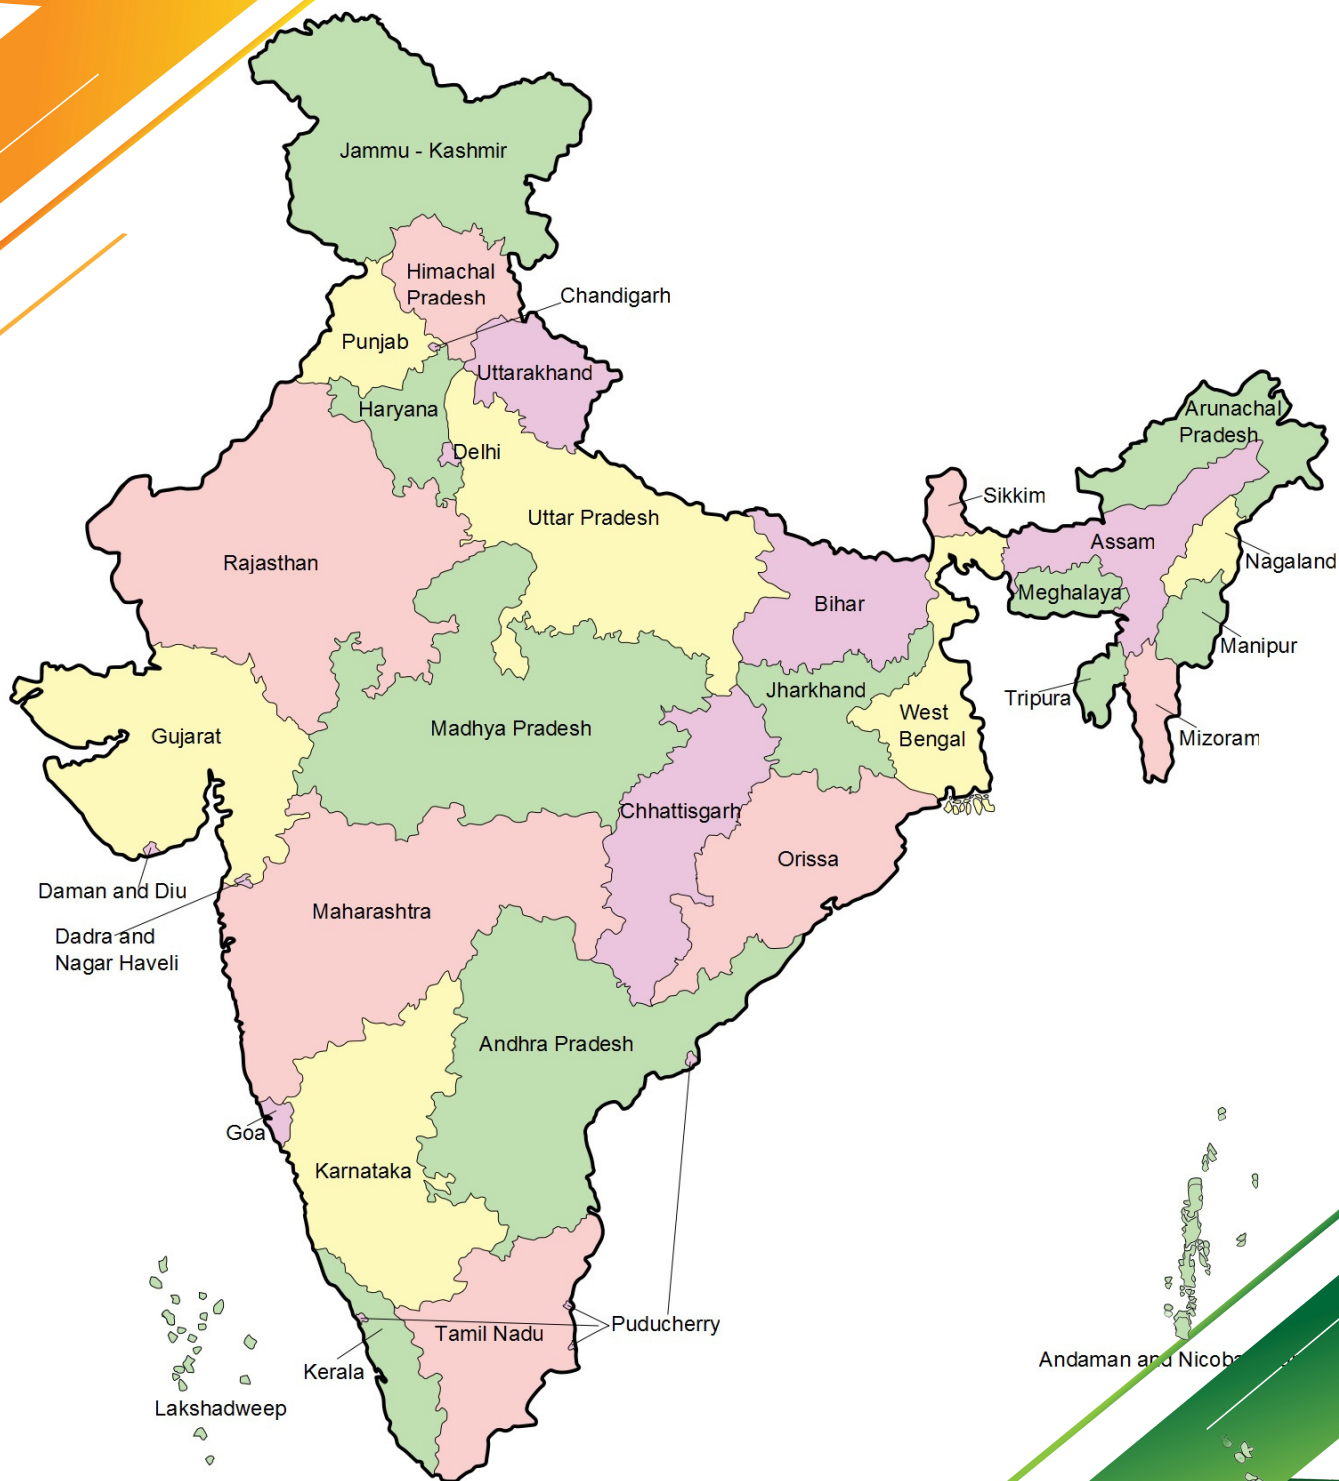 Jammu - Kashmir
Himachal
Pradesh
Chandigarh
Punjab
Uttarakhand
Haryana
Arunachal
Pradesh
Delhi
Sikkim
Uttar Pradesh
Assam
Nagaland
Rajasthan
Meghalaya
Bihar
Manipur
Jharkhand
Tripura
West
Bengal
Madhya Pradesh
Gujarat
Mizoram
Chhattisgarh
Orissa
Daman and Diu
Maharashtra
Dadra and
Nagar Haveli
Andhra Pradesh
Goa
Karnataka
Puducherry
Tamil Nadu
Kerala
Andaman and
Lakshadweep